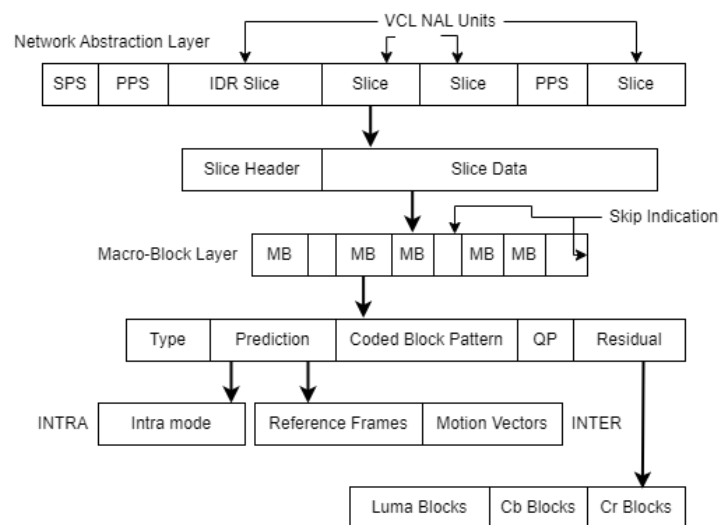 VCL NAL Units
Network Abstraction Layer
SPS PPS IDR Slice Slice Slice PPS Slice
Slice Header Slice Data
Skip Indication
Macro-Block Layer MB MB MB MB MB
Type Prediction Coded Block Pattern QP Residual
INTRA Intra mode Reference Frames Motion Vectors INTER
Luma Blocks Cb Blocks Cr Blocks